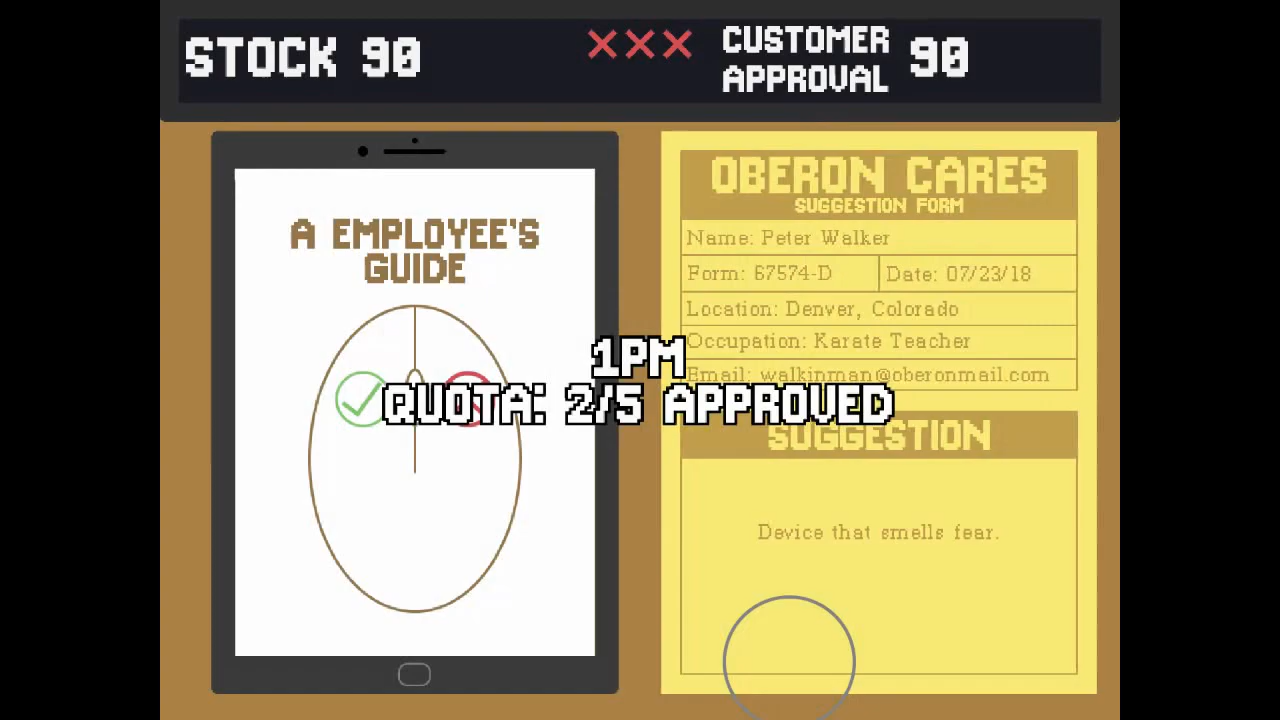 STOCK 90
CUSTOMER
APPROVAL
90
A EMPLOYEE'S
GUIDE
OBERON CARES
SUGGESTION FORM
Name: Peter Walker
Form: 67574-D
Date: 07/23/18
Location: Denver, Colorado
Occupation: Karate Teacher
Email: walkinman@oberonmail.com
1PM
QUOTA: 2/5 APPROVED
SUGGESTION
Device that smells fear.